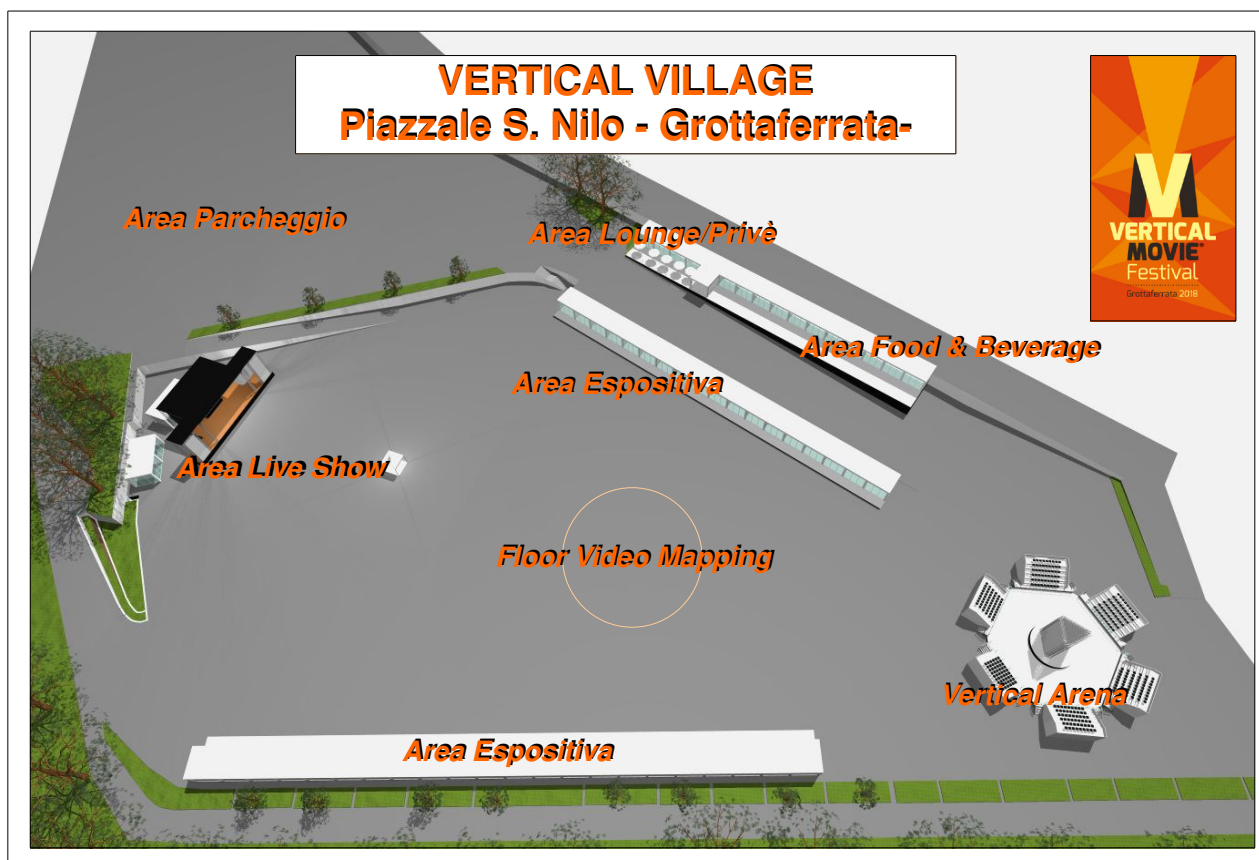 VERTICAL VILLAGE
Piazzale S. Nilo - Grottaferrata-
VERTICAL
MOVIE®
Festival
Grottaferrata 2018
Area Parcheggio
Area Lounge/Privè
Area Food & Beverage
Area Espositiva
Area Live Show
Floor Video Mapping
Vertical Arena
Area Espositiva